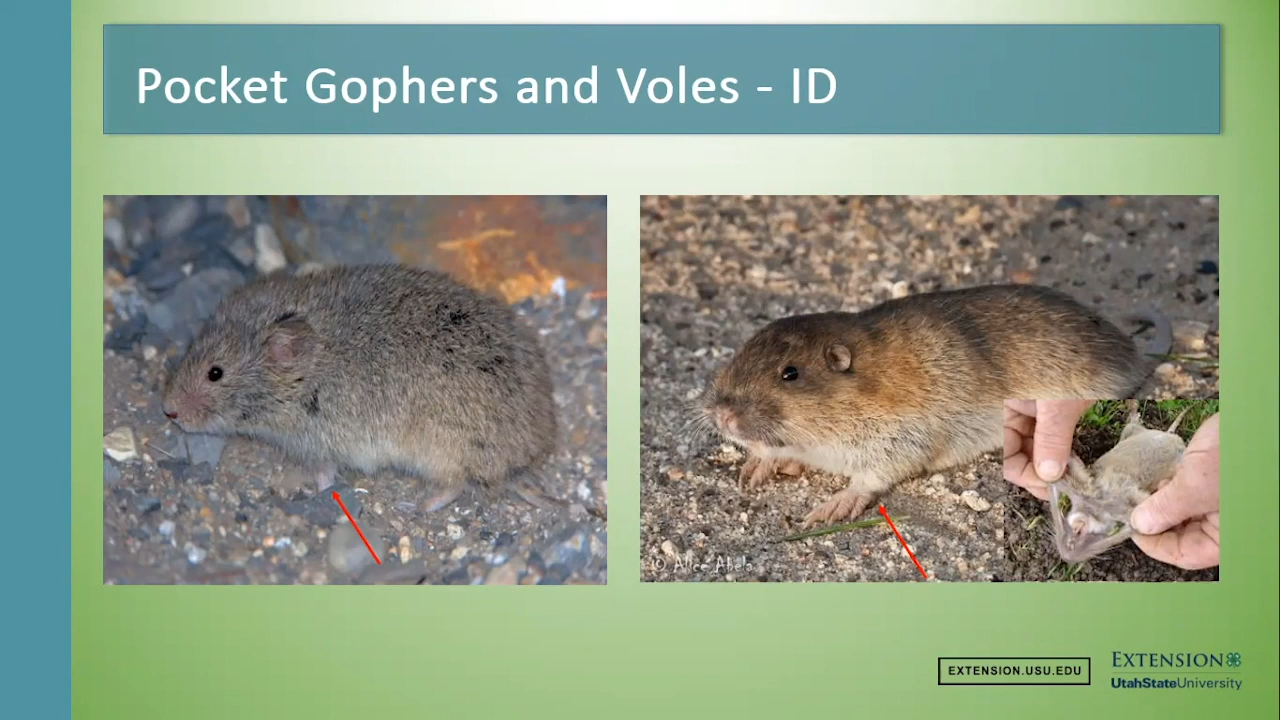 Pocket Gophers and Voles - ID
© Alice Abela
EXTENSION.USU.EDU
EXTENSION
UtahStateUniversity